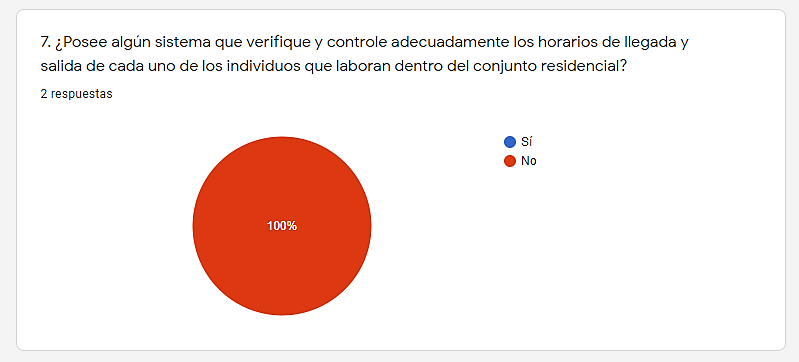 7. ¿Posee algún sistema que verifique y controle adecuadamente los horarios de llegada y
salida de cada uno de los individuos que laboran dentro del conjunto residencial?
2 respuestas
Sí
No
100%